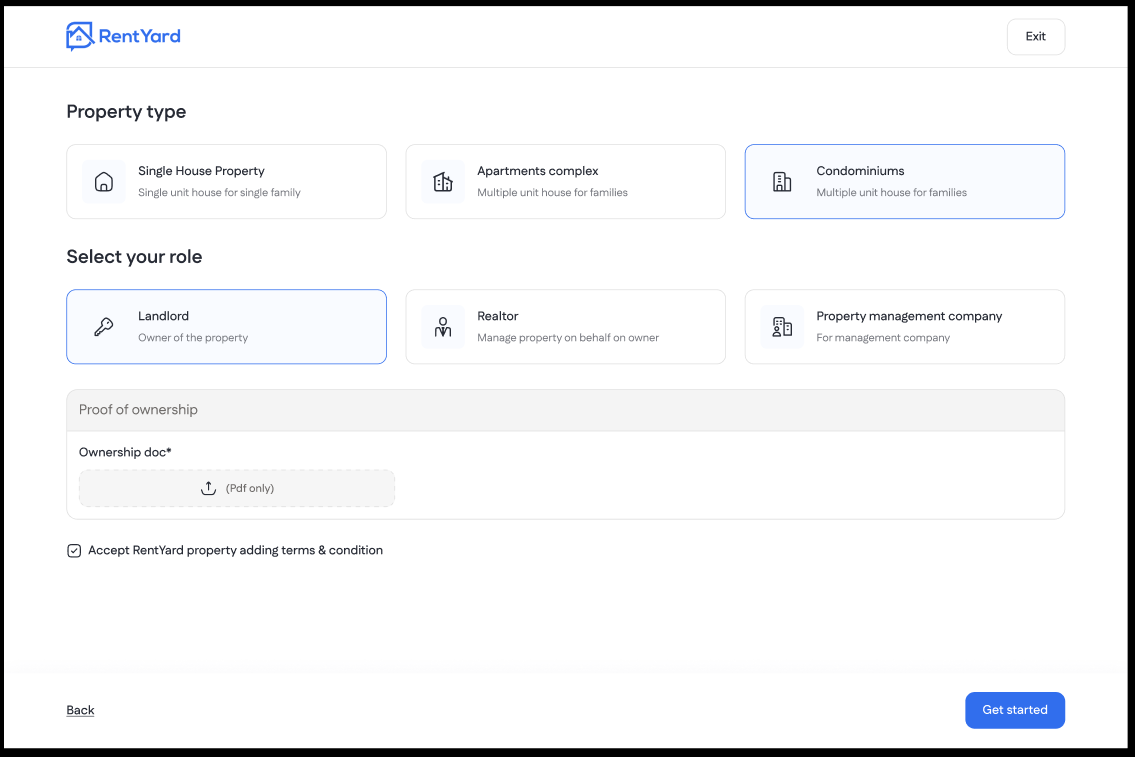 RentYard
Exit
Property type
Single House Property
Single unit house for single family
Apartments complex
Multiple unit house for families
Condominiums
Multiple unit house for families
Select your role
Landlord
Owner of the property
Realtor
Manage property on behalf on owner
Property management company
For management company
Proof of ownership
Ownership doc*
(Pdf only)
Accept RentYard property adding terms & condition
Back
Get started